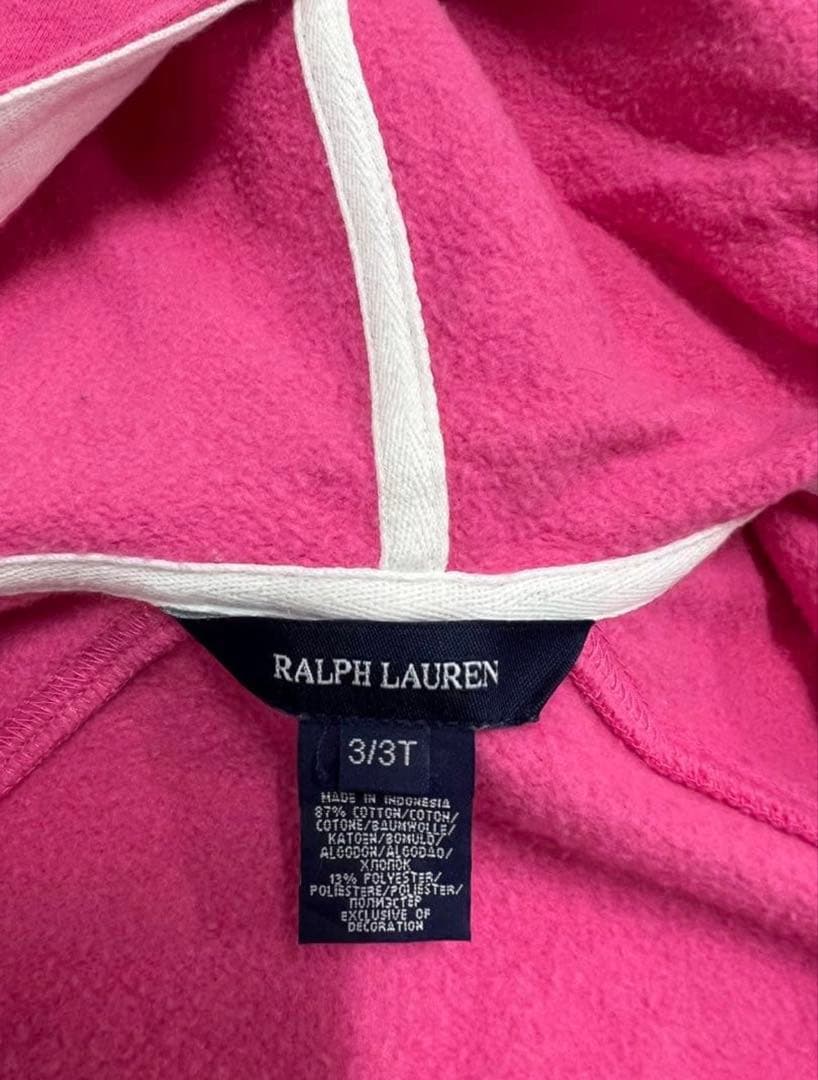 RALPH LAUREN
3/3T
MADE IN INDONESIA
87% COTTON/COTON/
COTONE/BAUMWOLLE/
KATOEN/BOMULD/
ALGODON/ALGODAO/
ХЛОПОК
13% POLYESTER/
POLIESTERE/POLIESTER/
ПОЛИЭСТЕР
EXCLUSIVE OF
DECORATION